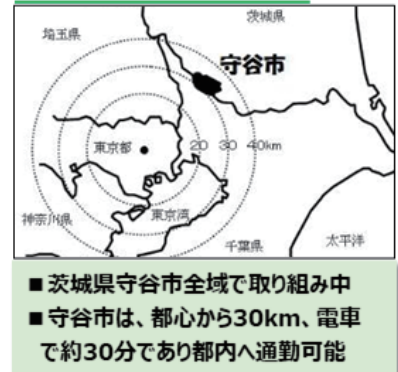 茨城県
埼玉県
守谷市
東京都
20 30 40km
神奈川県
東京湾
千葉県
太平洋
■茨城県守谷市全域で取り組み中
■守谷市は、都心から30km、電車
で約30分であり都内へ通勤可能